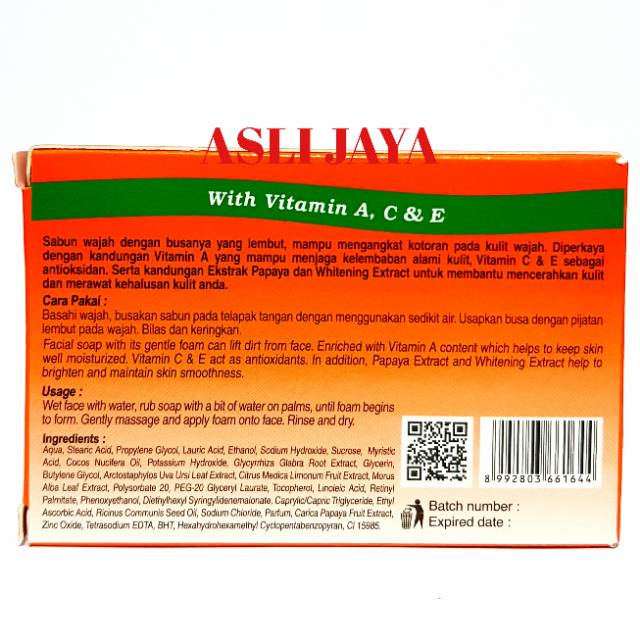 ASLI JAYA
With Vitamin A, C & E
Sabun wajah dengan busanya yang lembut, mampu mengangkat kotoran pada kulit wajah. Diperkaya
dengan kandungan Vitamin A yang mampu menjaga kelembaban alami kulit, Vitamin C & E sebagai
antioksidan. Serta kandungan Ekstrak Papaya dan Whitening Extract untuk membantu mencerahkan kulit
dan merawat kehalusan kulit anda.
Cara Pakai :
Basahi wajah, busakan sabun pada telapak tangan dengan menggunakan sedikit air. Usapkan busa dengan pijatan
lembut pada wajah. Bilas dan keringkan.
Facial soap with its gentle foam can lift dirt from face. Enriched with Vitamin A content which helps to keep skin
well moisturized. Vitamin C & E act as antioxidants. In addition, Papaya Extract and Whitening Extract help to
brighten and maintain skin smoothness.
Usage :
Wet face with water, rub soap with a bit of water on palms, until foam begins
to form. Gently massage and apply foam onto face. Rinse and dry.
Ingredients :
Aqua, Stearic Acid, Propylene Glycol, Lauric Acid, Ethanol, Sodium Hydroxide, Sucrose, Myristic
Acid, Cocos Nucifera Oil, Potassium Hydroxide, Glycyrrhiza Glabra Root Extract, Glycerin,
Butylene Glycol, Arctostaphylos Uva Ursi Leaf Extract, Citrus Medica Limonum Fruit Extract, Morus
Alba Leaf Extract, Polysorbate 20, PEG-20 Glyceryl Laurate, Tocopherol, Linoleic Acid, Retinyl
Palmitate, Phenoxyethanol, Diethylhexyl Syringylidenemalonate, Caprylic/Capric Triglyceride, Ethyl
Ascorbic Acid, Ricinus Communis Seed Oil, Sodium Chloride, Parfum, Carica Papaya Fruit Extract,
Zinc Oxide, Tetrasodium EDTA, BHT, Hexahydrohexamethyl Cyclopentabenzopyran, CI 15985.
8 992803 661644
Batch number :
Expired date :